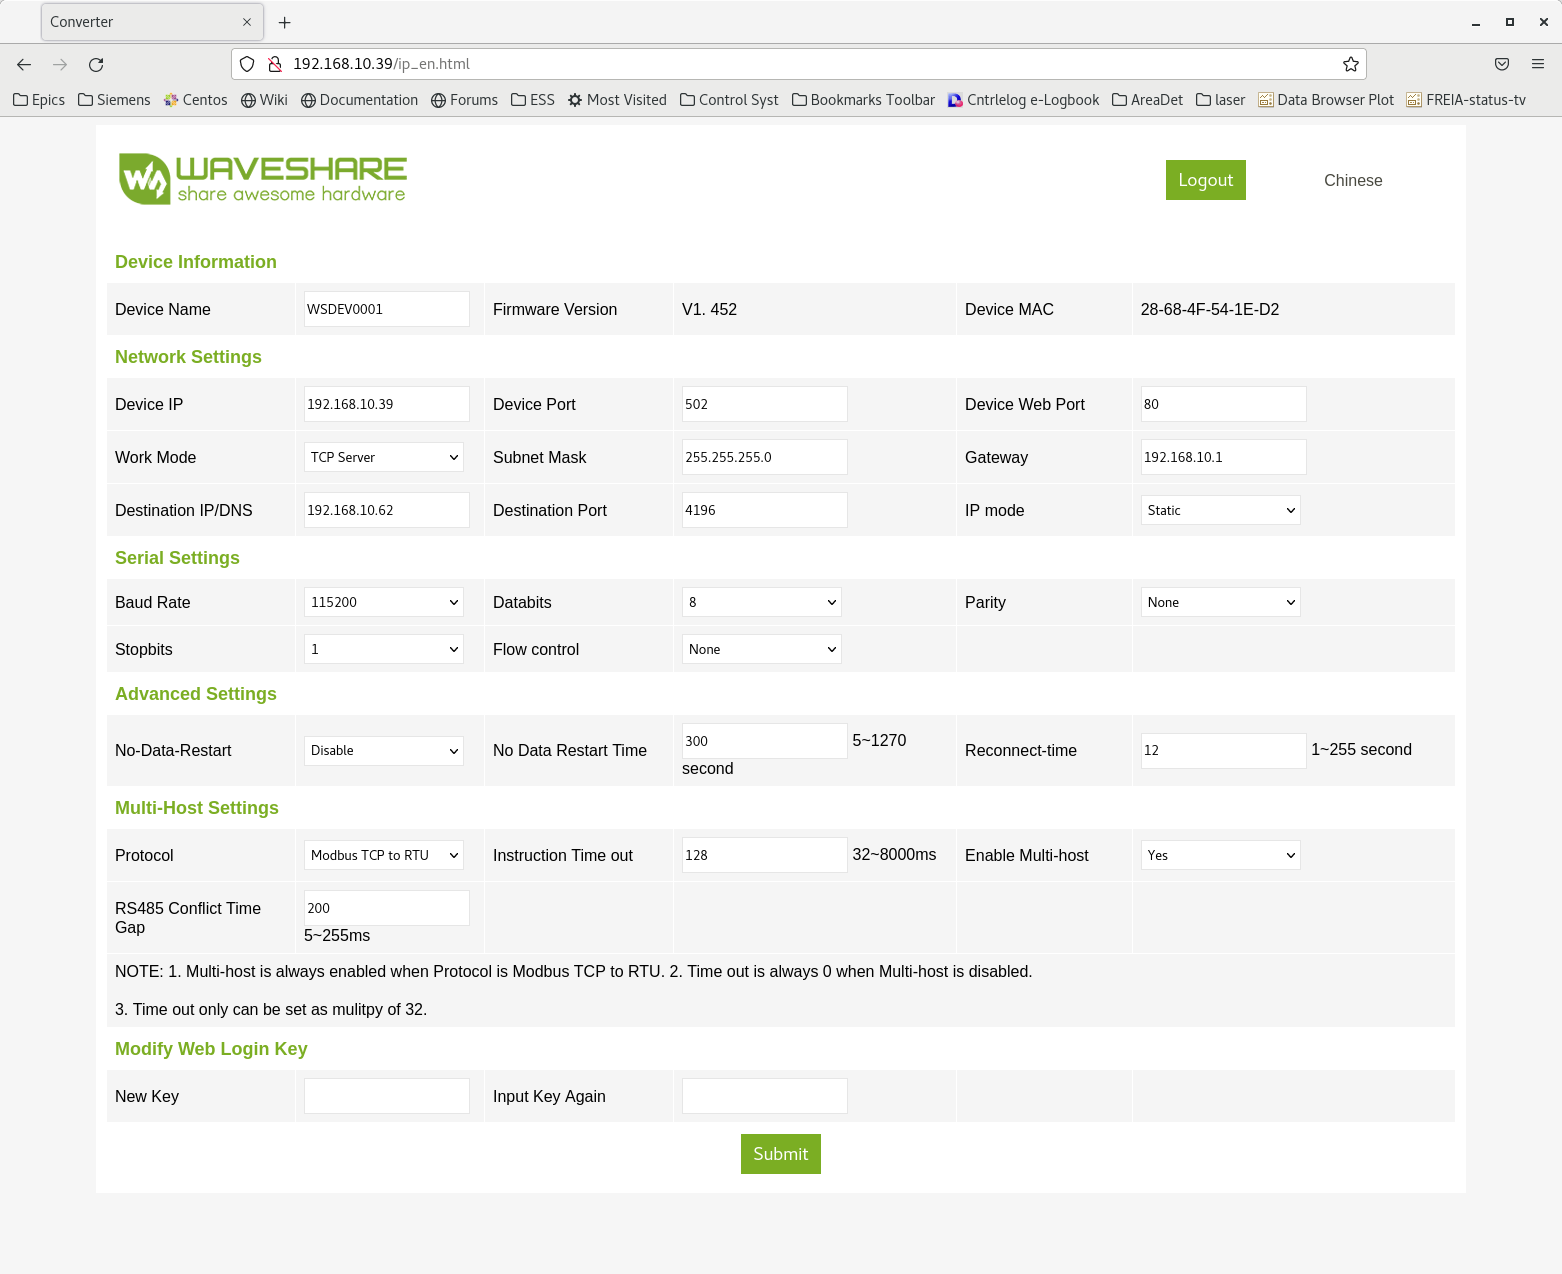 Converter
192.168.10.39/ip_en.html
Epics Siemens Centos Wiki Documentation Forums ESS Most Visited Control Syst Bookmarks Toolbar Cntrlelog e-Logbook AreaDet laser Data Browser Plot FREIA-status-tv
WAVESHARE
share awesome hardware
Logout Chinese
Device Information
Device Name WSDEV0001 Firmware Version V1. 452 Device MAC 28-68-4F-54-1E-D2
Network Settings
Device IP 192.168.10.39 Device Port 502 Device Web Port 80
Work Mode TCP Server Subnet Mask 255.255.255.0 Gateway 192.168.10.1
Destination IP/DNS 192.168.10.62 Destination Port 4196 IP mode Static
Serial Settings
Baud Rate 115200 Databits 8 Parity None
Stopbits 1 Flow control None
Advanced Settings
No-Data-Restart Disable No Data Restart Time 300 5~1270 second Reconnect-time 12 1~255 second
Multi-Host Settings
Protocol Modbus TCP to RTU Instruction Time out 128 32~8000ms Enable Multi-host Yes
RS485 Conflict Time Gap 200 5~255ms
NOTE: 1. Multi-host is always enabled when Protocol is Modbus TCP to RTU. 2. Time out is always 0 when Multi-host is disabled.
3. Time out only can be set as mulitpy of 32.
Modify Web Login Key
New Key Input Key Again
Submit